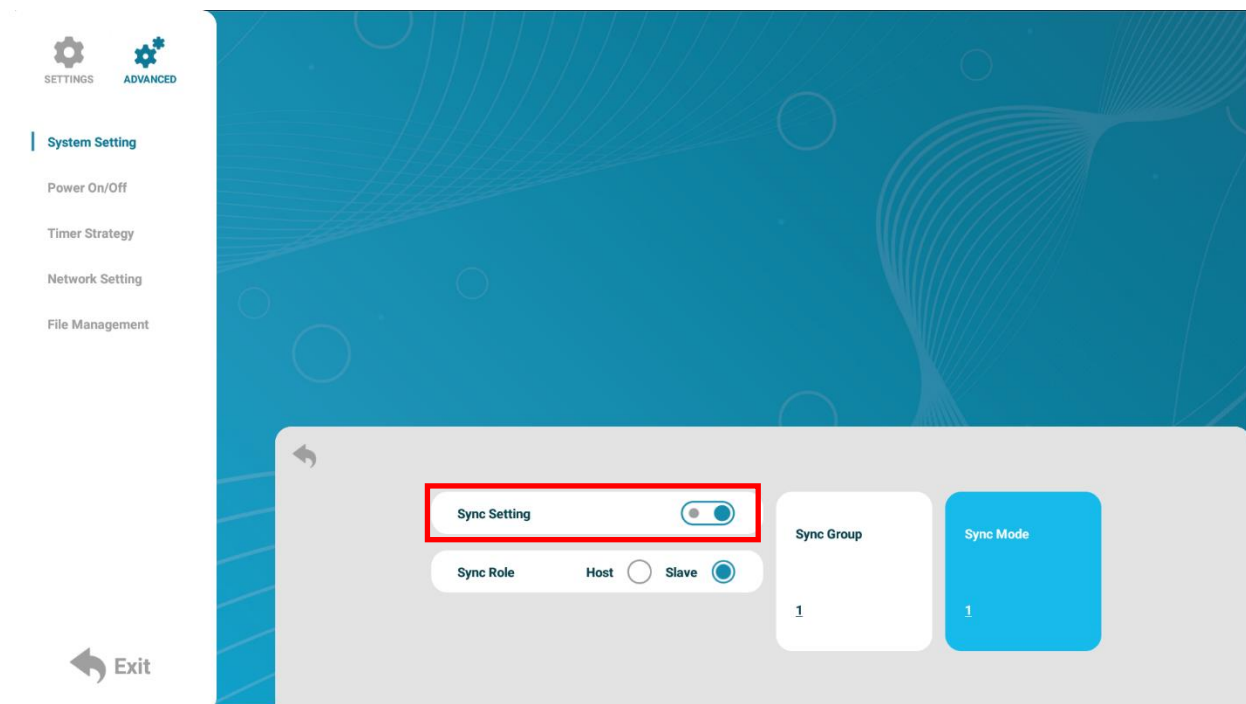 SETTINGS ADVANCED
System Setting
Power On/Off
Timer Strategy
Network Setting
File Management
Exit
Sync Setting
Sync Role Host Slave
Sync Group
1
Sync Mode
1